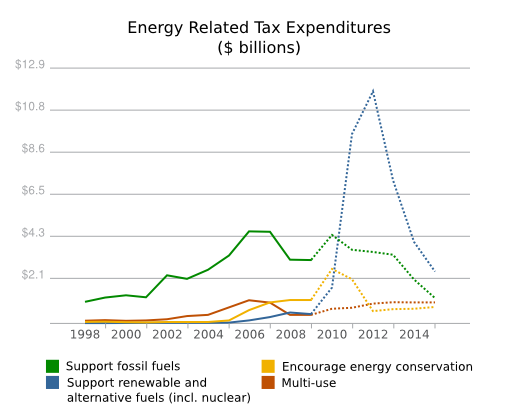 Energy Related Tax Expenditures
($ billions)
$12.9
$10.8
$8.6
$6.5
$4.3
$2.1
1998 2000 2002 2004 2006 2008 2010 2012 2014
Support fossil fuels
Support renewable and
alternative fuels (incl. nuclear)
Encourage energy conservation
Multi-use